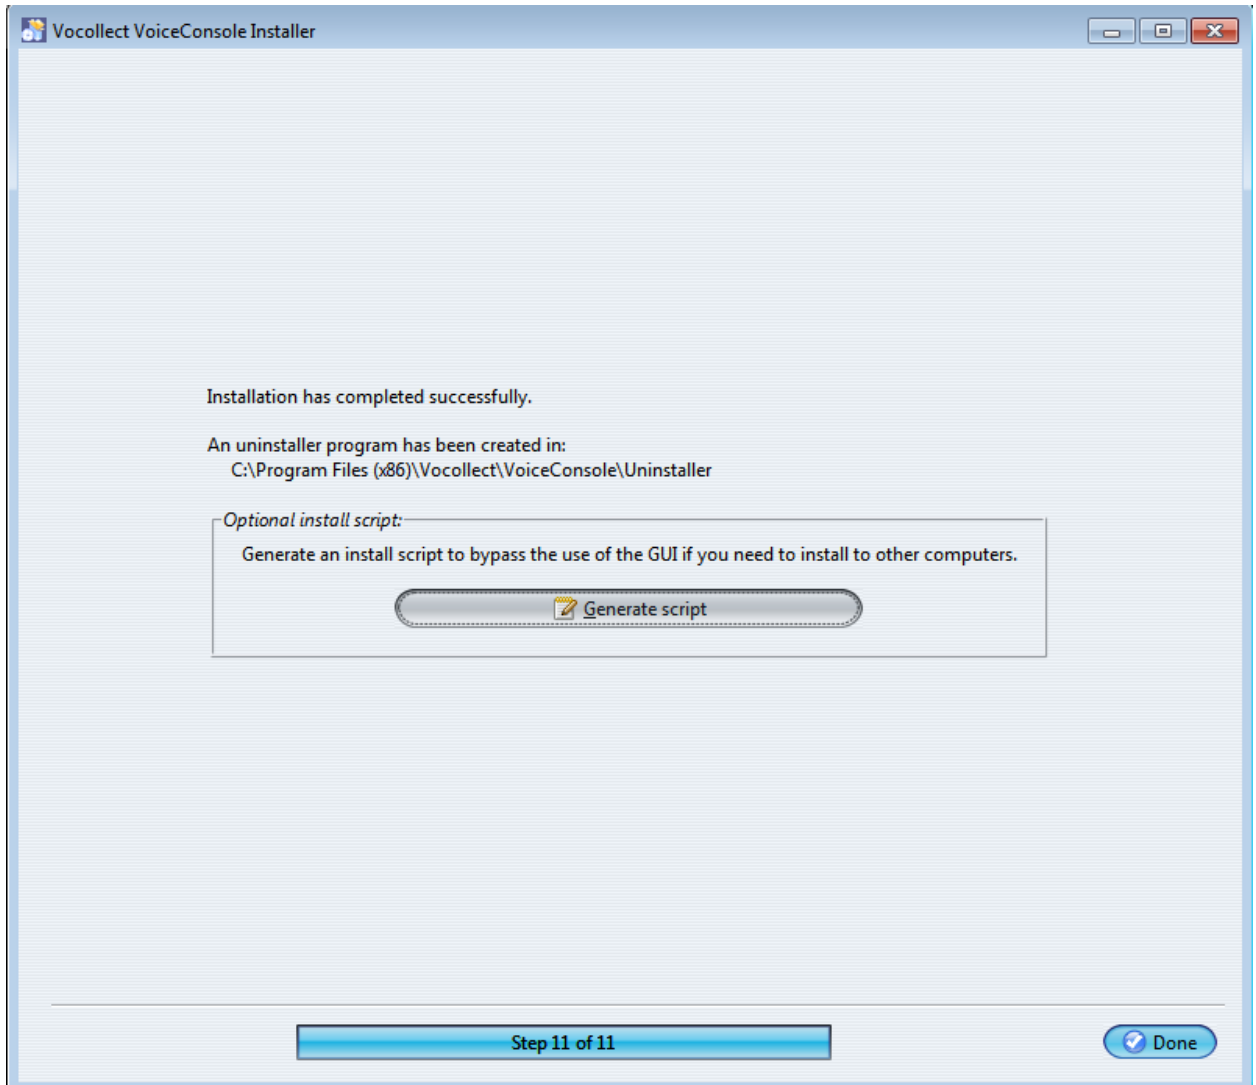 Vocollect VoiceConsole Installer
Installation has completed successfully.
An uninstaller program has been created in:
C:\Program Files (x86)\Vocollect\VoiceConsole\Uninstaller
Optional install script:
Generate an install script to bypass the use of the GUI if you need to install to other computers.
Generate script
Step 11 of 11
Done